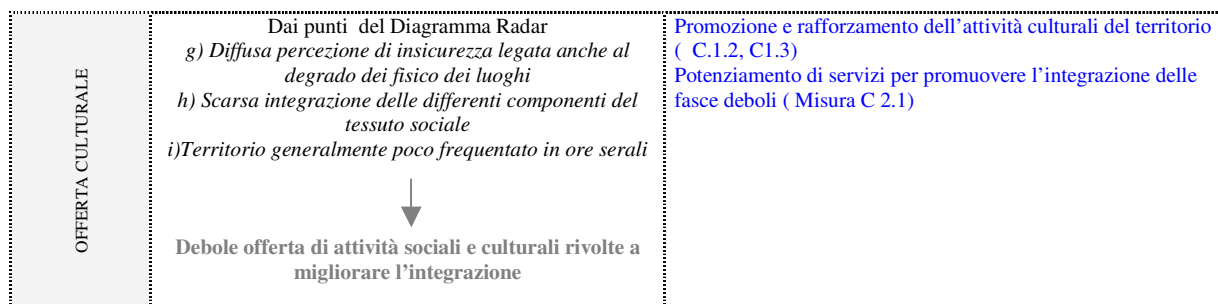 OFFERTA CULTURALE
Dai punti del Diagramma Radar
g) Diffusa percezione di insicurezza legata anche al
degrado dei fisico dei luoghi
h) Scarsa integrazione delle differenti componenti del
tessuto sociale
i)Territorio generalmente poco frequentato in ore serali
Debole offerta di attività sociali e culturali rivolte a
migliorare l'integrazione
Promozione e rafforzamento dell'attività culturali del territorio
( C.1.2, C1.3)
Potenziamento di servizi per promuovere l'integrazione delle
fasce deboli ( Misura C 2.1)